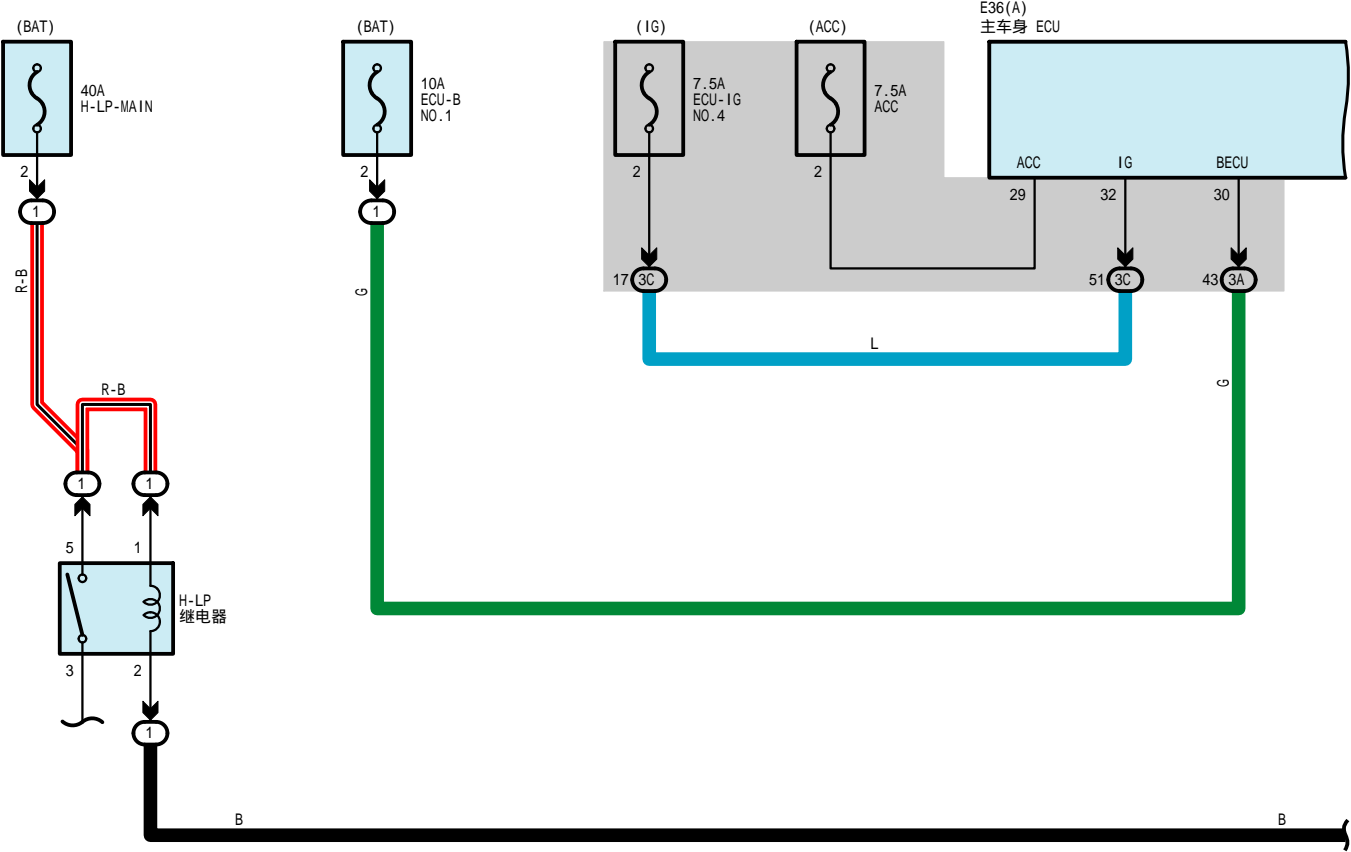 E36(A)
主车身 ECU
(BAT)
(BAT)
(IG)
(ACC)
40A
H-LP-MAIN
10A
ECU-B
NO.1
7.5A
ECU-IG
NO.4
7.5A
ACC
ACC
IG
BECU
2
2
2
2
29
32
30
1
1
17
3C
51
3C
43
3A
R-B
G
L
G
R-B
1
1
5
1
H-LP
继电器
3
2
1
B
B